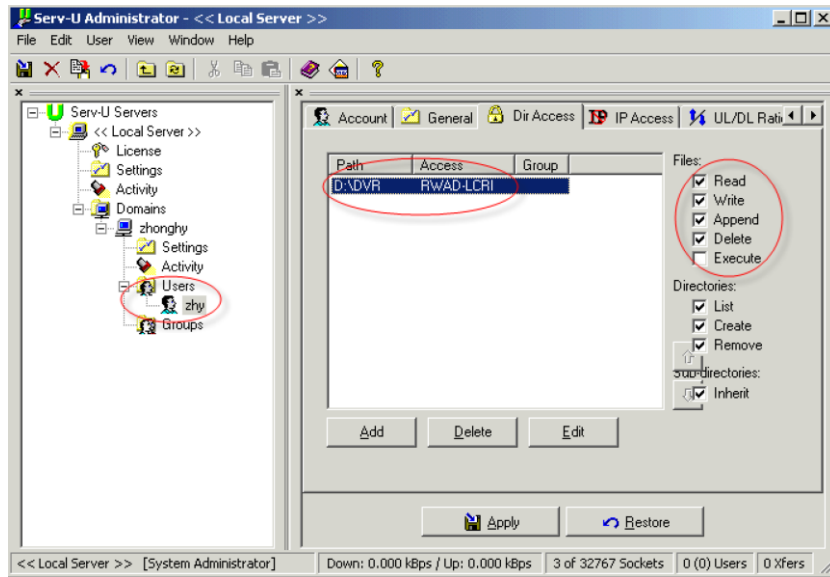 Serv-U Administrator - << Local Server >>
File Edit User View Window Help
Serv-U Servers
<< Local Server >>
License
Settings
Activity
Domains
zhonghy
Settings
Activity
Users
zhy
Groups
Account General Dir Access IP Access UL/DL Rati
Path Access Group
D:\DVR RWAD-LCRI
Files:
Read
Write
Append
Delete
Execute
Directories:
List
Create
Remove
Sub-directories:
Inherit
Add Delete Edit
Apply Restore
<< Local Server >> [System Administrator] Down: 0.000 kBps / Up: 0.000 kBps 3 of 32767 Sockets 0 (0) Users 0 Xfers